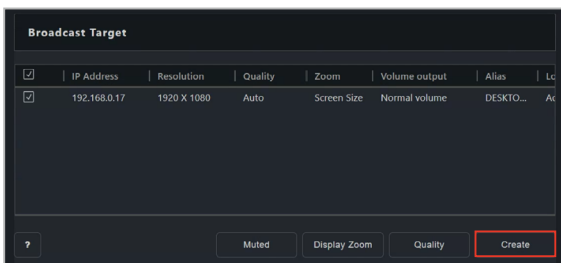 Broadcast Target
IP Address Resolution Quality Zoom Volume output Alias
192.168.0.17 1920 X 1080 Auto Screen Size Normal volume DESKTO...
? Muted Display Zoom Quality Create